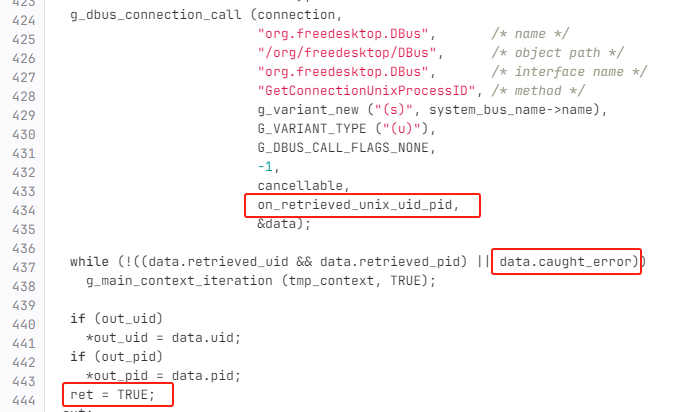 423
424 g_dbus_connection_call (connection,
425 "org.freedesktop.DBus", /* name */
426 "/org/freedesktop/DBus", /* object path */
427 "org.freedesktop.DBus", /* interface name */
428 "GetConnectionUnixProcessID", /* method */
429 g_variant_new ("(s)", system_bus_name->name),
430 G_VARIANT_TYPE ("(u)"),
431 G_DBUS_CALL_FLAGS_NONE,
432 -1,
433 cancellable,
434 on_retrieved_unix_uid_pid,
435 &data);
436
437 while (!((data.retrieved_uid && data.retrieved_pid) || data.caught_error))
438 g_main_context_iteration (tmp_context, TRUE);
439
440 if (out_uid)
441 *out_uid = data.uid;
442 if (out_pid)
443 *out_pid = data.pid;
444 ret = TRUE;